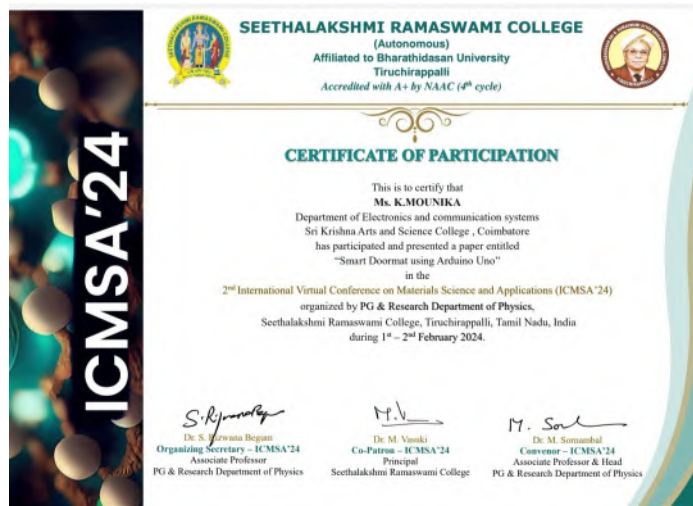 SEETHALAKSHMI RAMASWAMI COLLEGE
(Autonomous)
Affiliated to Bharathidasan University
Tiruchirappalli
Accredited with A+ by NAAC (4th cycle)
ICMSA'24
CERTIFICATE OF PARTICIPATION
This is to certify that
Ms. K.MOUNIKA
Department of Electronics and communication systems
Sri Krishna Arts and Science College , Coimbatore
has participated and presented a paper entitled
"Smart Doormat using Arduino Uno"
in the
2nd International Virtual Conference on Materials Science and Applications (ICMSA'24)
organized by PG & Research Department of Physics,
Seethalakshmi Ramaswami College, Tiruchirappalli, Tamil Nadu, India
during 1st – 2nd February 2024.
Dr. S. Rizwana Begum
Organizing Secretary – ICMSA'24
Associate Professor
PG & Research Department of Physics
Dr. M. Vasuki
Co-Patron – ICMSA'24
Principal
Seethalakshmi Ramaswami College
Dr. M. Sornambal
Convenor – ICMSA'24
Associate Professor & Head
PG & Research Department of Physics